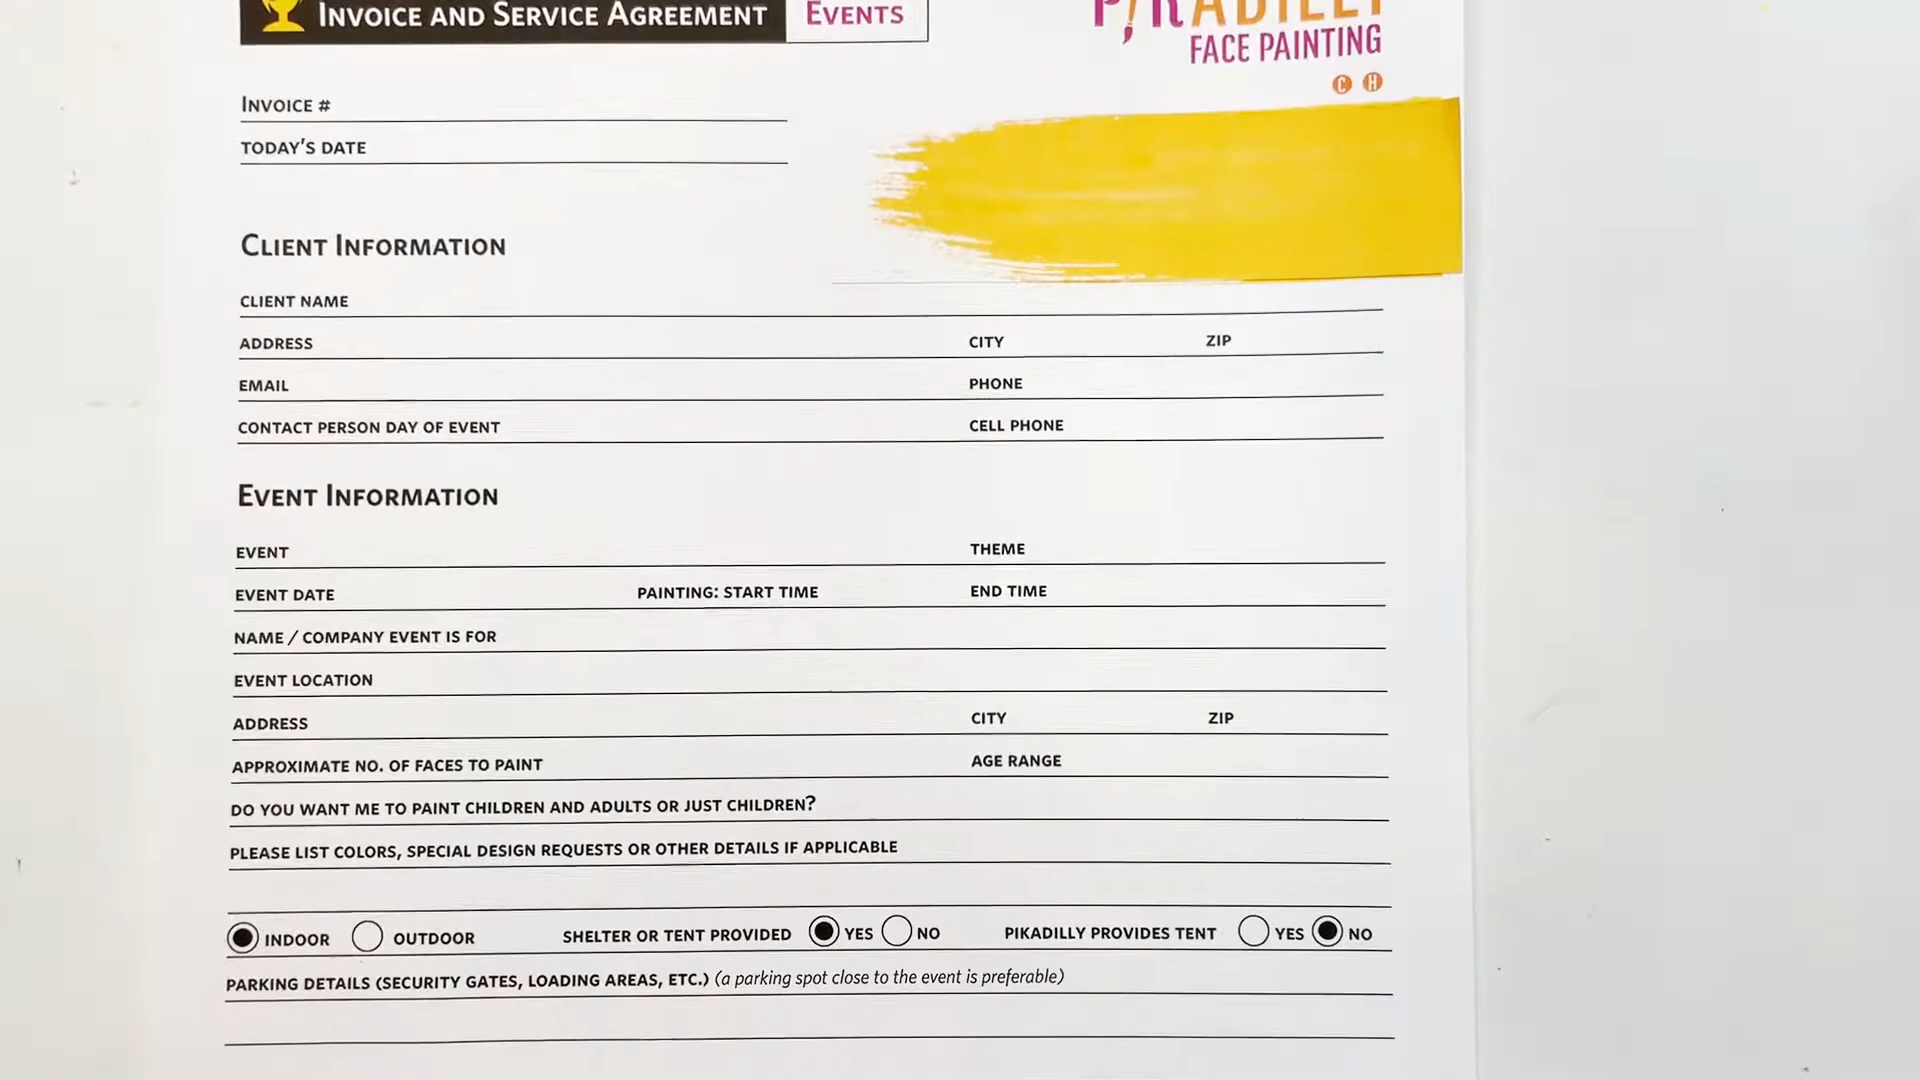 INVOICE AND SERVICE AGREEMENT EVENTS
PIKADILLY
FACE PAINTING
C H
INVOICE #
TODAY'S DATE
CLIENT INFORMATION
CLIENT NAME
ADDRESS CITY ZIP
EMAIL PHONE
CONTACT PERSON DAY OF EVENT CELL PHONE
EVENT INFORMATION
EVENT THEME
EVENT DATE PAINTING: START TIME END TIME
NAME / COMPANY EVENT IS FOR
EVENT LOCATION
ADDRESS CITY ZIP
APPROXIMATE NO. OF FACES TO PAINT AGE RANGE
DO YOU WANT ME TO PAINT CHILDREN AND ADULTS OR JUST CHILDREN?
PLEASE LIST COLORS, SPECIAL DESIGN REQUESTS OR OTHER DETAILS IF APPLICABLE
INDOOR OUTDOOR SHELTER OR TENT PROVIDED YES NO PIKADILLY PROVIDES TENT YES NO
PARKING DETAILS (SECURITY GATES, LOADING AREAS, ETC.) (a parking spot close to the event is preferable)